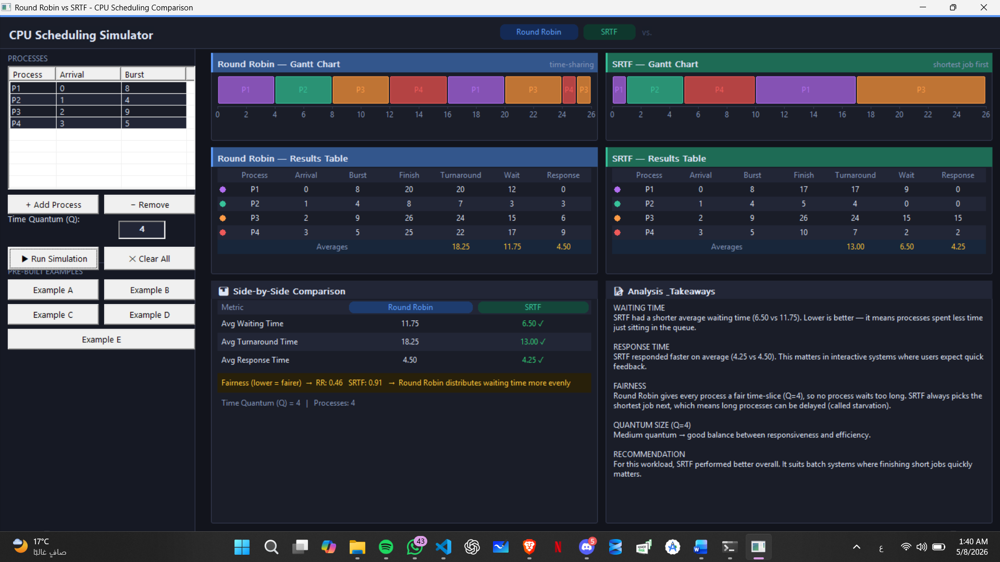 Round Robin vs SRTF - CPU Scheduling Comparison
CPU Scheduling Simulator
Round Robin SRTF vs.
PROCESSES
Process Arrival Burst
P1 0 8
P2 1 4
P3 2 9
P4 3 5
+ Add Process − Remove
Time Quantum (Q):
4
▶ Run Simulation ✕ Clear All
PRE-BUILT EXAMPLES
Example A Example B
Example C Example D
Example E
Round Robin — Gantt Chart time-sharing
P1 P2 P3 P4 P1 P3 P4 P3
0 2 4 6 8 10 12 14 16 18 20 22 24 26
SRTF — Gantt Chart shortest job first
P1 P2 P4 P1 P3
0 2 4 6 8 10 12 14 16 18 20 22 24 26
Round Robin — Results Table
Process Arrival Burst Finish Turnaround Wait Response
P1 0 8 20 20 12 0
P2 1 4 8 7 3 3
P3 2 9 26 24 15 6
P4 3 5 25 22 17 9
Averages 18.25 11.75 4.50
SRTF — Results Table
Process Arrival Burst Finish Turnaround Wait Response
P1 0 8 17 17 9 0
P2 1 4 5 4 0 0
P3 2 9 26 24 15 15
P4 3 5 10 7 2 2
Averages 13.00 6.50 4.25
Side-by-Side Comparison
Metric Round Robin SRTF
Avg Waiting Time 11.75 6.50 ✓
Avg Turnaround Time 18.25 13.00 ✓
Avg Response Time 4.50 4.25 ✓
Fairness (lower = fairer) → RR: 0.46 SRTF: 0.91 → Round Robin distributes waiting time more evenly
Time Quantum (Q) = 4 | Processes: 4
Analysis _Takeaways
WAITING TIME
SRTF had a shorter average waiting time (6.50 vs 11.75). Lower is better — it means processes spent less time
just sitting in the queue.
RESPONSE TIME
SRTF responded faster on average (4.25 vs 4.50). This matters in interactive systems where users expect quick
feedback.
FAIRNESS
Round Robin gives every process a fair time-slice (Q=4), so no process waits too long. SRTF always picks the
shortest job next, which means long processes can be delayed (called starvation).
QUANTUM SIZE (Q=4)
Medium quantum → good balance between responsiveness and efficiency.
RECOMMENDATION
For this workload, SRTF performed better overall. It suits batch systems where finishing short jobs quickly
matters.
17°C
صافٍ غالبًا
43
5
space desk
ع
1:40 AM
5/8/2026